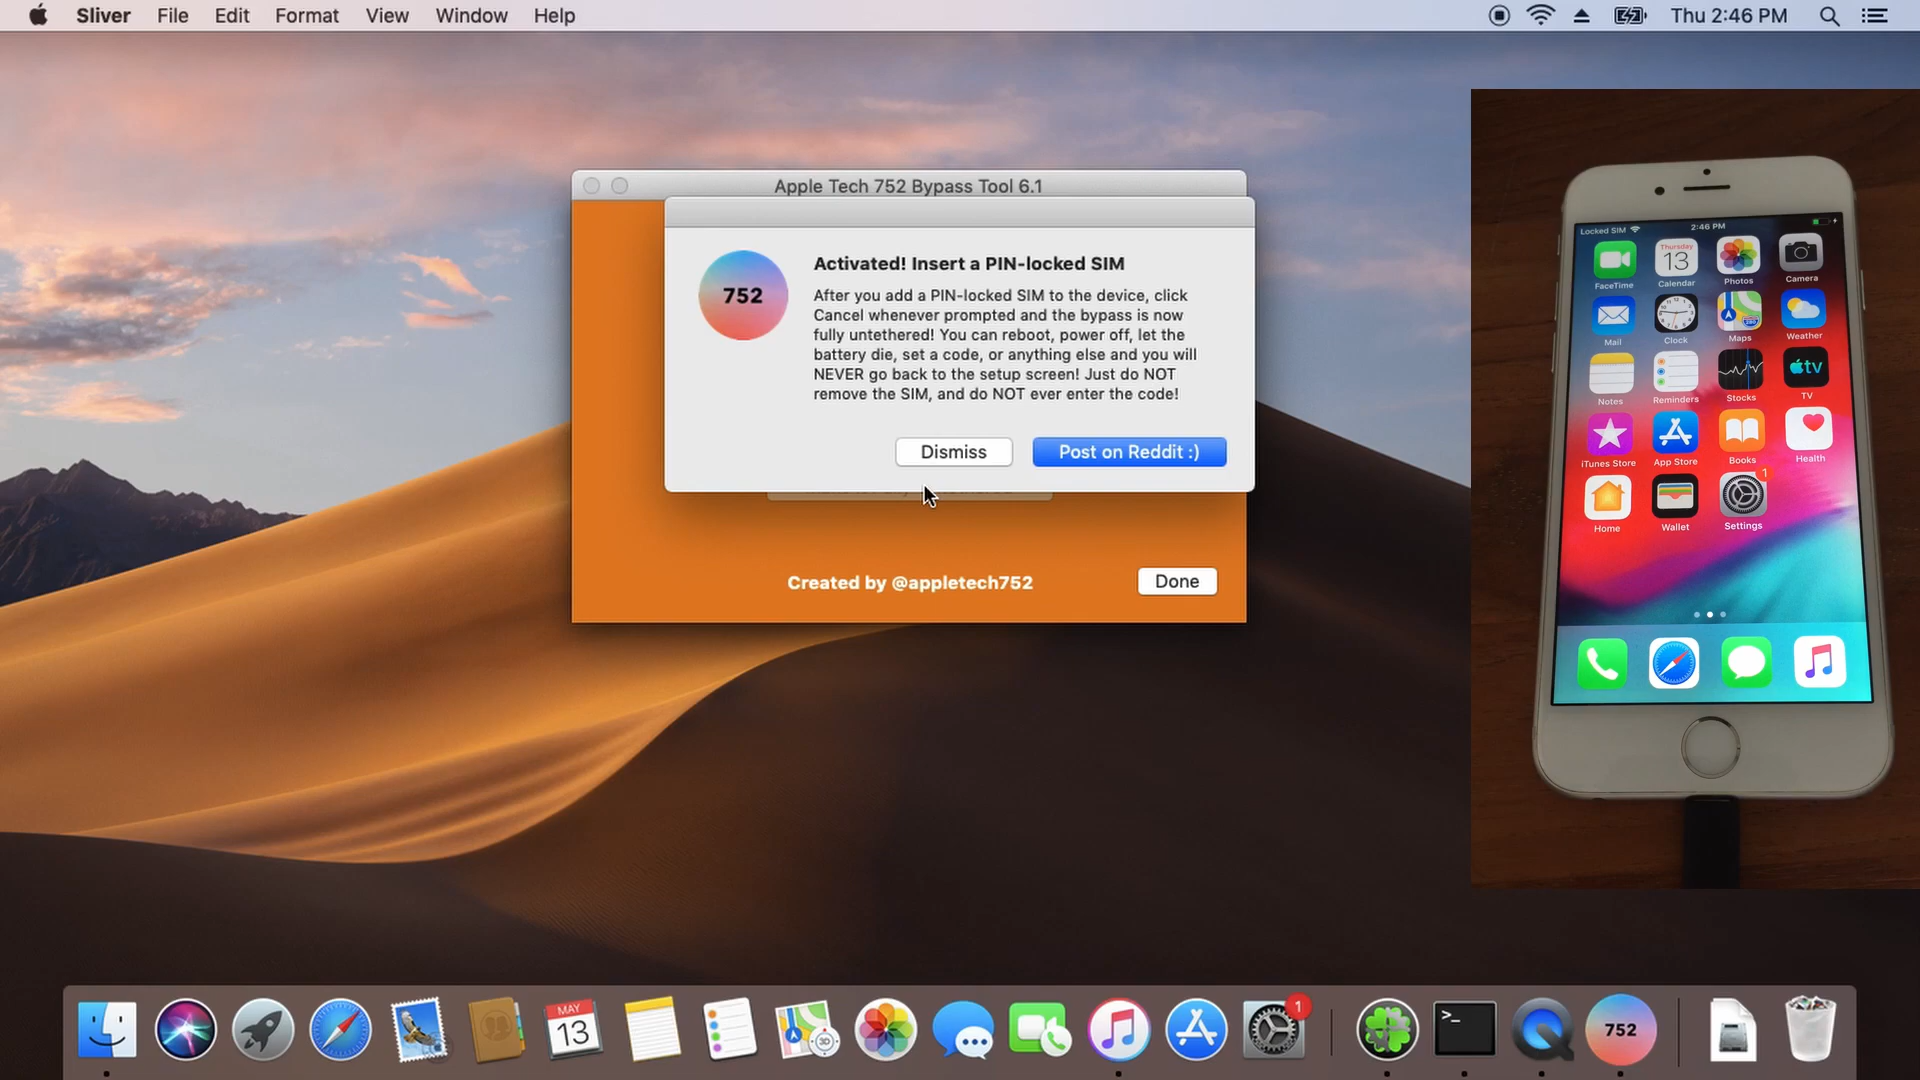 Sliver File Edit Format View Window Help
Thu 2:46 PM
Apple Tech 752 Bypass Tool 6.1
752
Activated! Insert a PIN-locked SIM
After you add a PIN-locked SIM to the device, click
Cancel whenever prompted and the bypass is now
fully untethered! You can reboot, power off, let the
battery die, set a code, or anything else and you will
NEVER go back to the setup screen! Just do NOT
remove the SIM, and do NOT ever enter the code!
Dismiss
Post on Reddit :)
Created by @appletech752
Done
Locked SIM
2:46 PM
Thursday
13
FaceTime Calendar Photos Camera
Mail Clock Maps Weather
tv
Notes Reminders Stocks TV
iTunes Store App Store Books Health
1
Home Wallet Settings
MAY
13
3D
1
>_
752